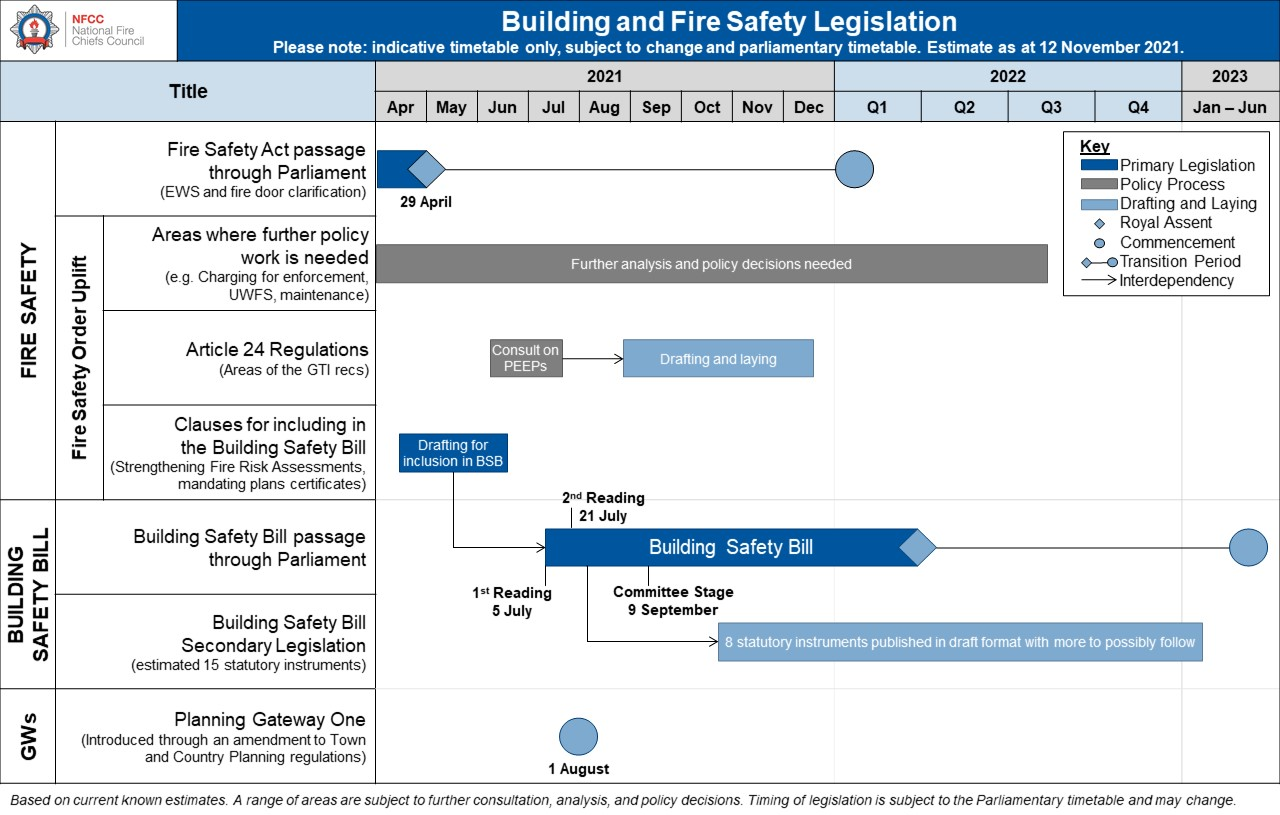 NFCC
National Fire
Chiefs Council
Building and Fire Safety Legislation
Please note: indicative timetable only, subject to change and parliamentary timetable. Estimate as at 12 November 2021.
Title
2021
2022
2023
Apr
May
Jun
Jul
Aug
Sep
Oct
Nov
Dec
Q1
Q2
Q3
Q4
Jan – Jun
FIRE SAFETY
Fire Safety Act passage
through Parliament
(EWS and fire door clarification)
29 April
Key
Primary Legislation
Policy Process
Drafting and Laying
Royal Assent
Commencement
Transition Period
Interdependency
Fire Safety Order Uplift
Areas where further policy
work is needed
(e.g. Charging for enforcement,
UWFS, maintenance)
Further analysis and policy decisions needed
Article 24 Regulations
(Areas of the GTI recs)
Consult on
PEEPs
Drafting and laying
Clauses for including in
the Building Safety Bill
(Strengthening Fire Risk Assessments,
mandating plans certificates)
Drafting for
inclusion in BSB
BUILDING
SAFETY BILL
Building Safety Bill passage
through Parliament
2nd Reading
21 July
Building Safety Bill
1st Reading
5 July
Committee Stage
9 September
Building Safety Bill
Secondary Legislation
(estimated 15 statutory instruments)
8 statutory instruments published in draft format with more to possibly follow
GWs
Planning Gateway One
(Introduced through an amendment to Town
and Country Planning regulations)
1 August
Based on current known estimates. A range of areas are subject to further consultation, analysis, and policy decisions. Timing of legislation is subject to the Parliamentary timetable and may change.